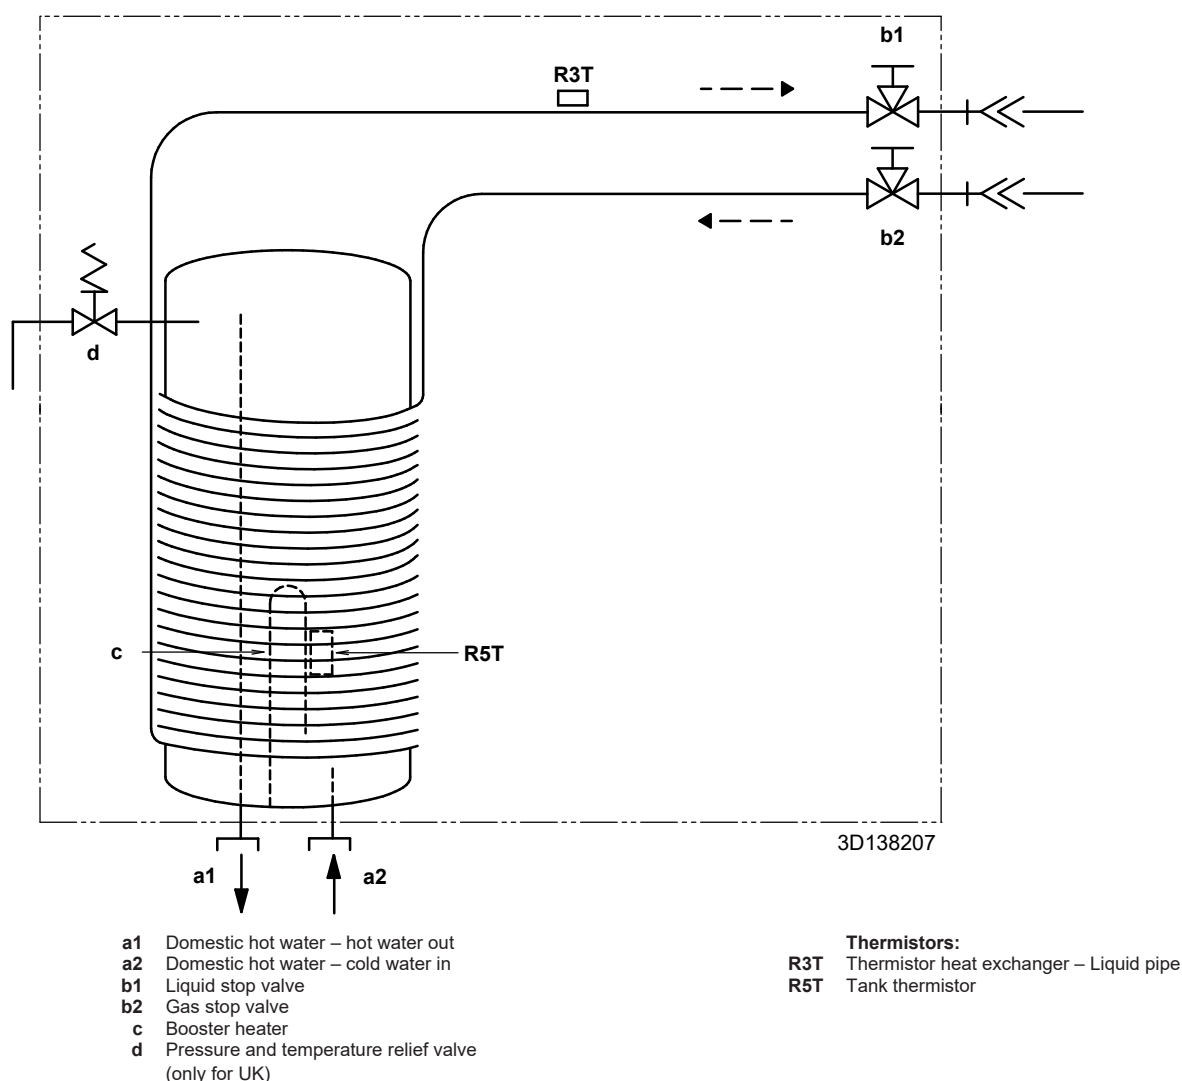 b1
R3T
b2
d
c
R5T
3D138207
a1
a2
a1 Domestic hot water – hot water out
a2 Domestic hot water – cold water in
b1 Liquid stop valve
b2 Gas stop valve
c Booster heater
d Pressure and temperature relief valve
(only for UK)
Thermistors:
R3T Thermistor heat exchanger – Liquid pipe
R5T Tank thermistor